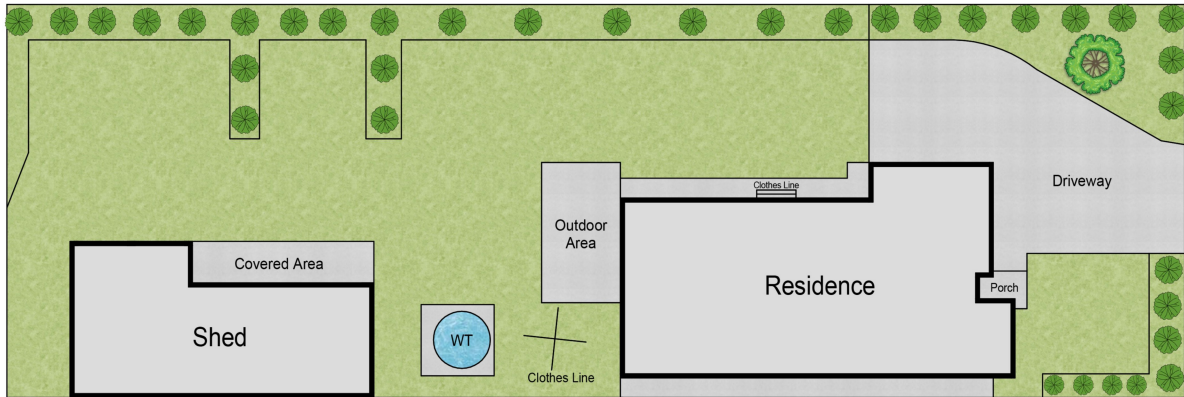 Clothes Line
Driveway
Outdoor
Area
Covered Area
Residence
Porch
Shed
WT
Clothes Line